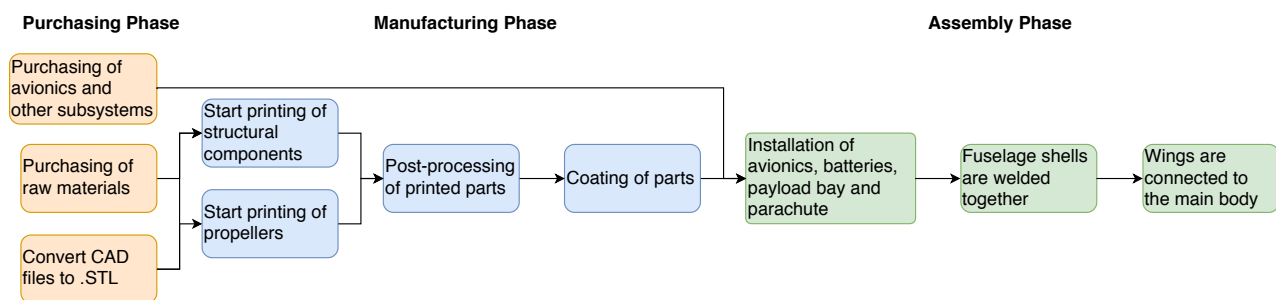 Purchasing Phase
Manufacturing Phase
Assembly Phase
Purchasing of
avionics and
other subsystems
Purchasing of
raw materials
Convert CAD
files to .STL
Start printing of
structural
components
Start printing of
propellers
Post-processing
of printed parts
Coating of parts
Installation of
avionics, batteries,
payload bay and
parachute
Fuselage shells
are welded
together
Wings are
connected to
the main body